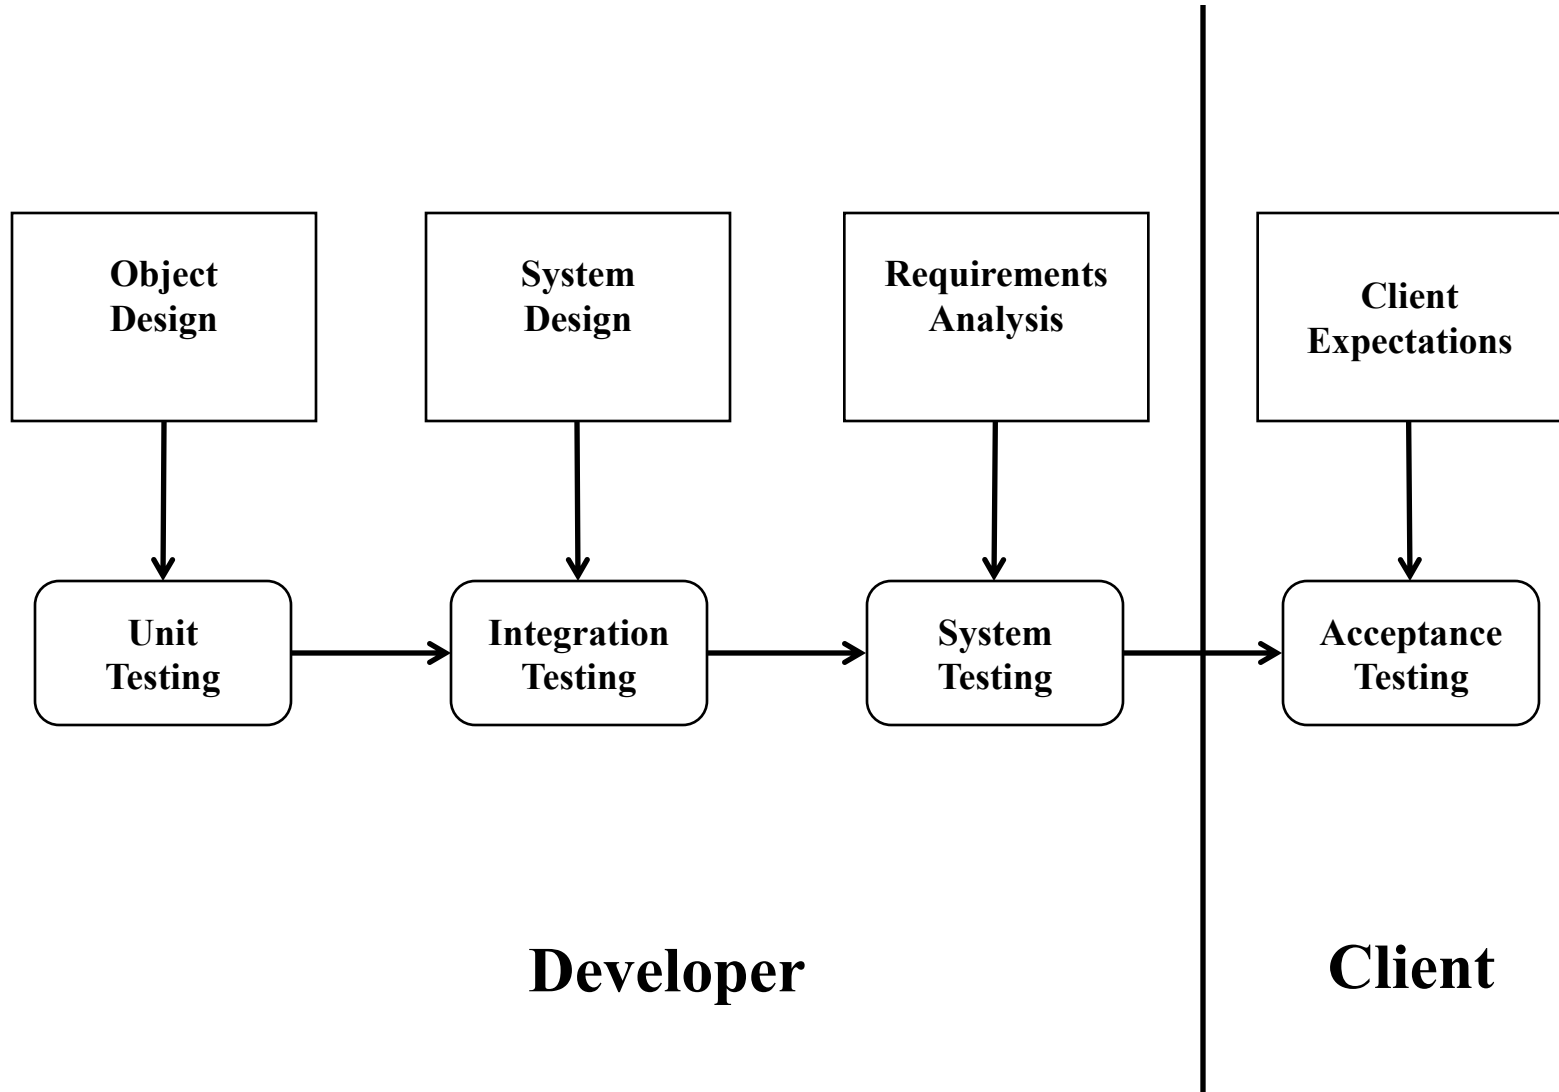 Object
Design
System
Design
Requirements
Analysis
Client
Expectations
Unit
Testing
Integration
Testing
System
Testing
Acceptance
Testing
Developer
Client